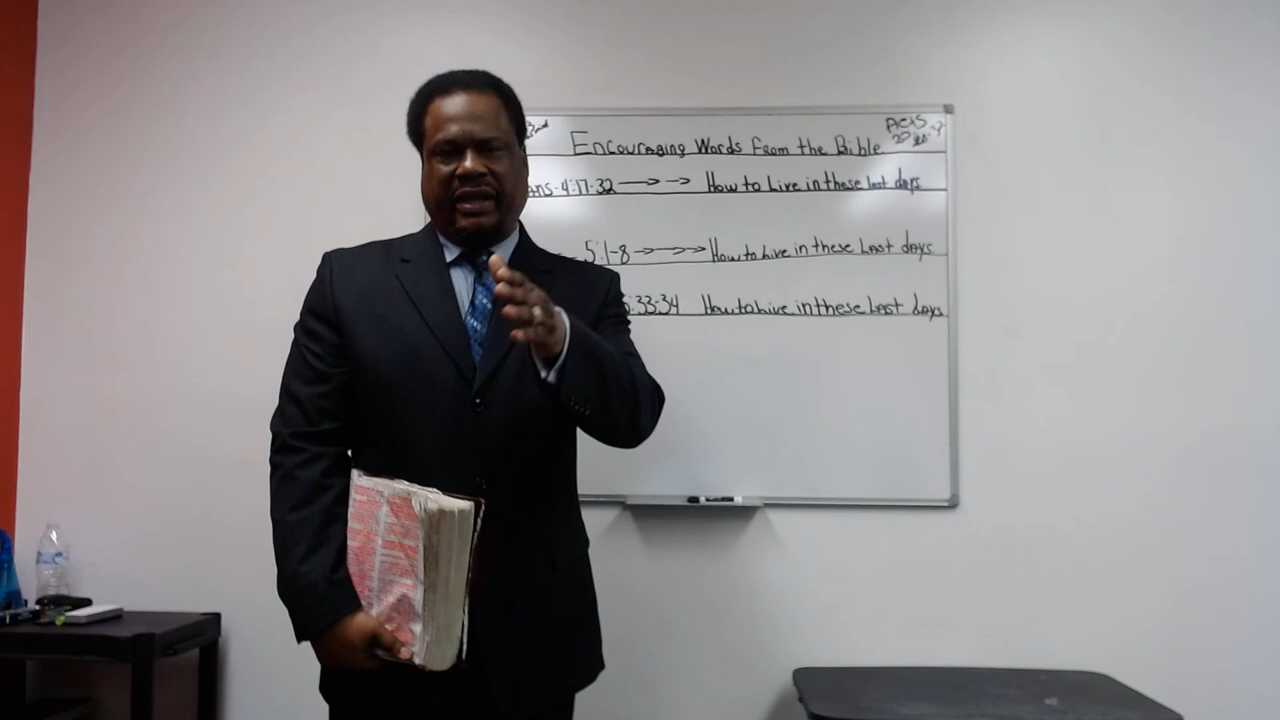 Encouraging Words From the Bible
Acts
20
ans-4:17-32 → → How to Live in these last days
5:1-8 →→→ How to Live in these Last days
:33-34 How to Live in these Last days